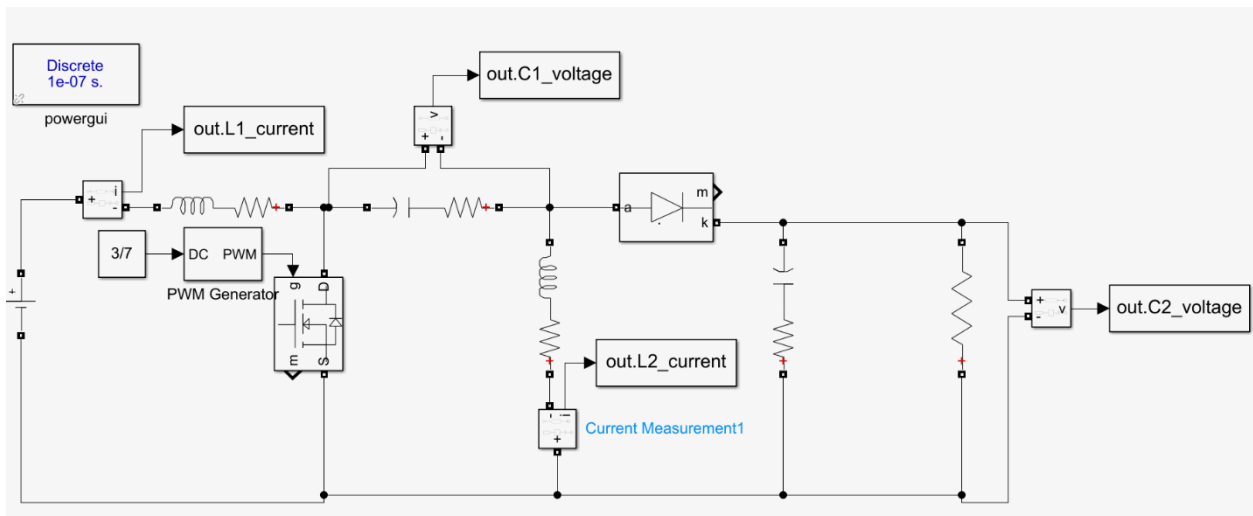 Discrete
1e-07 s.
powergui
out.C1_voltage
out.L1_current
v
+ -
i
+
-
m
a
k
3/7
DC PWM
PWM Generator
g
D
m
S
+
+
-
v
out.C2_voltage
out.L2_current
- i
+
Current Measurement1